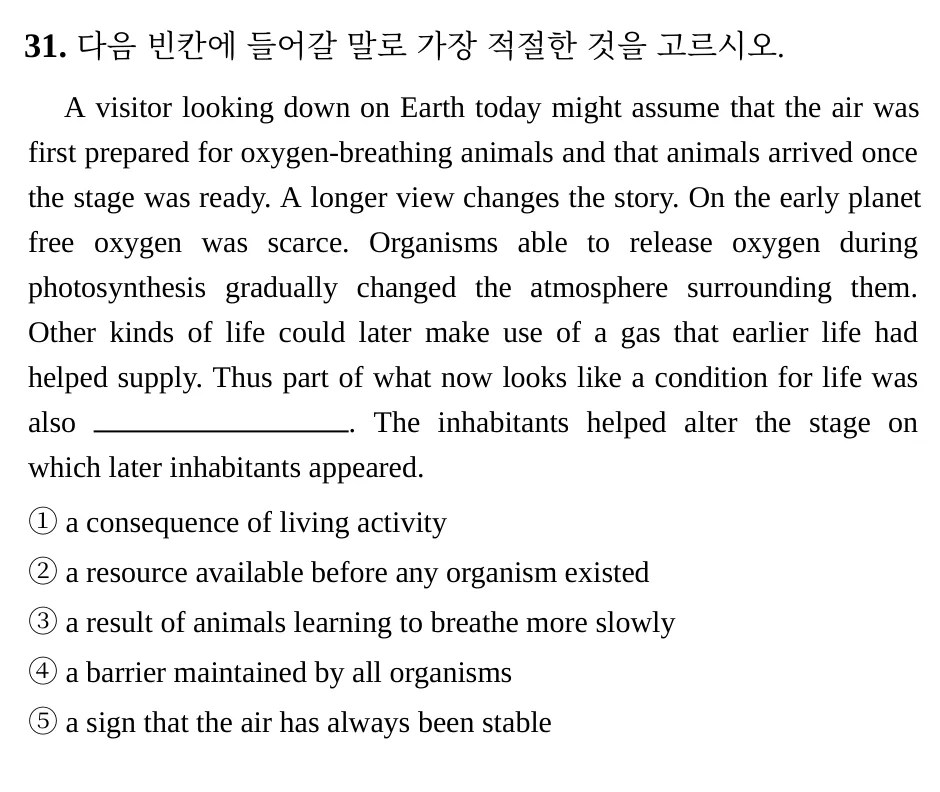 31. 다음 빈칸에 들어갈 말로 가장 적절한 것을 고르시오.
A visitor looking down on Earth today might assume that the air was
first prepared for oxygen-breathing animals and that animals arrived once
the stage was ready. A longer view changes the story. On the early planet
free oxygen was scarce. Organisms able to release oxygen during
photosynthesis gradually changed the atmosphere surrounding them.
Other kinds of life could later make use of a gas that earlier life had
helped supply. Thus part of what now looks like a condition for life was
also ________________. The inhabitants helped alter the stage on
which later inhabitants appeared.
① a consequence of living activity
② a resource available before any organism existed
③ a result of animals learning to breathe more slowly
④ a barrier maintained by all organisms
⑤ a sign that the air has always been stable